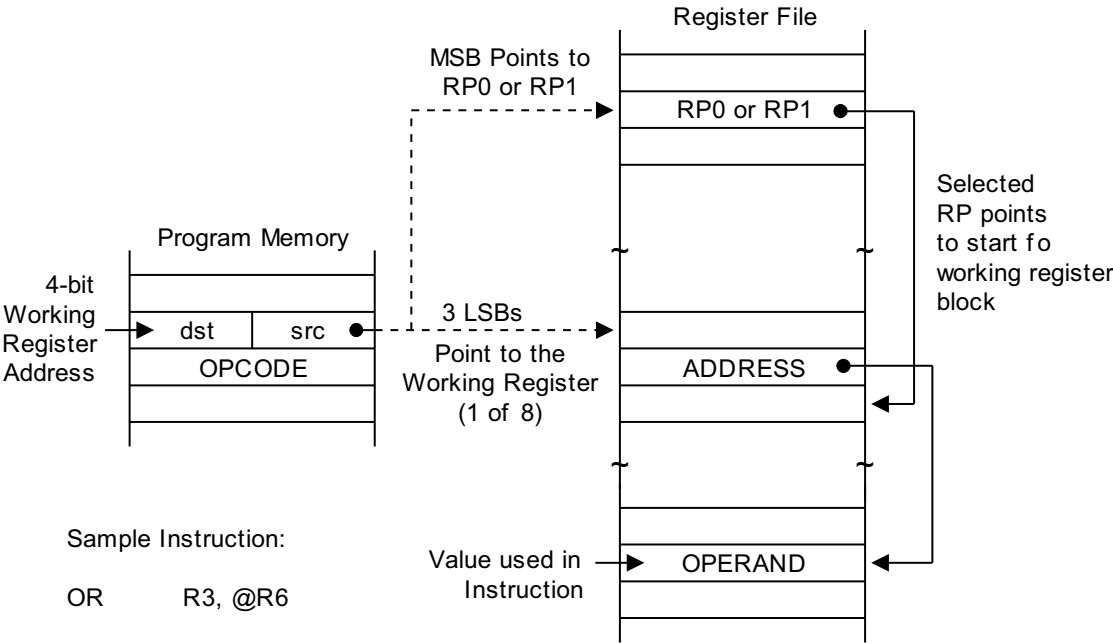 Register File
MSB Points to
RP0 or RP1
RP0 or RP1
Selected
RP points
to start fo
working register
block
Program Memory
4-bit
Working
Register
Address
dst
src
OPCODE
3 LSBs
Point to the
Working Register
(1 of 8)
ADDRESS
~
~
~
~
Sample Instruction:
OR R3, @R6
Value used in
Instruction
OPERAND